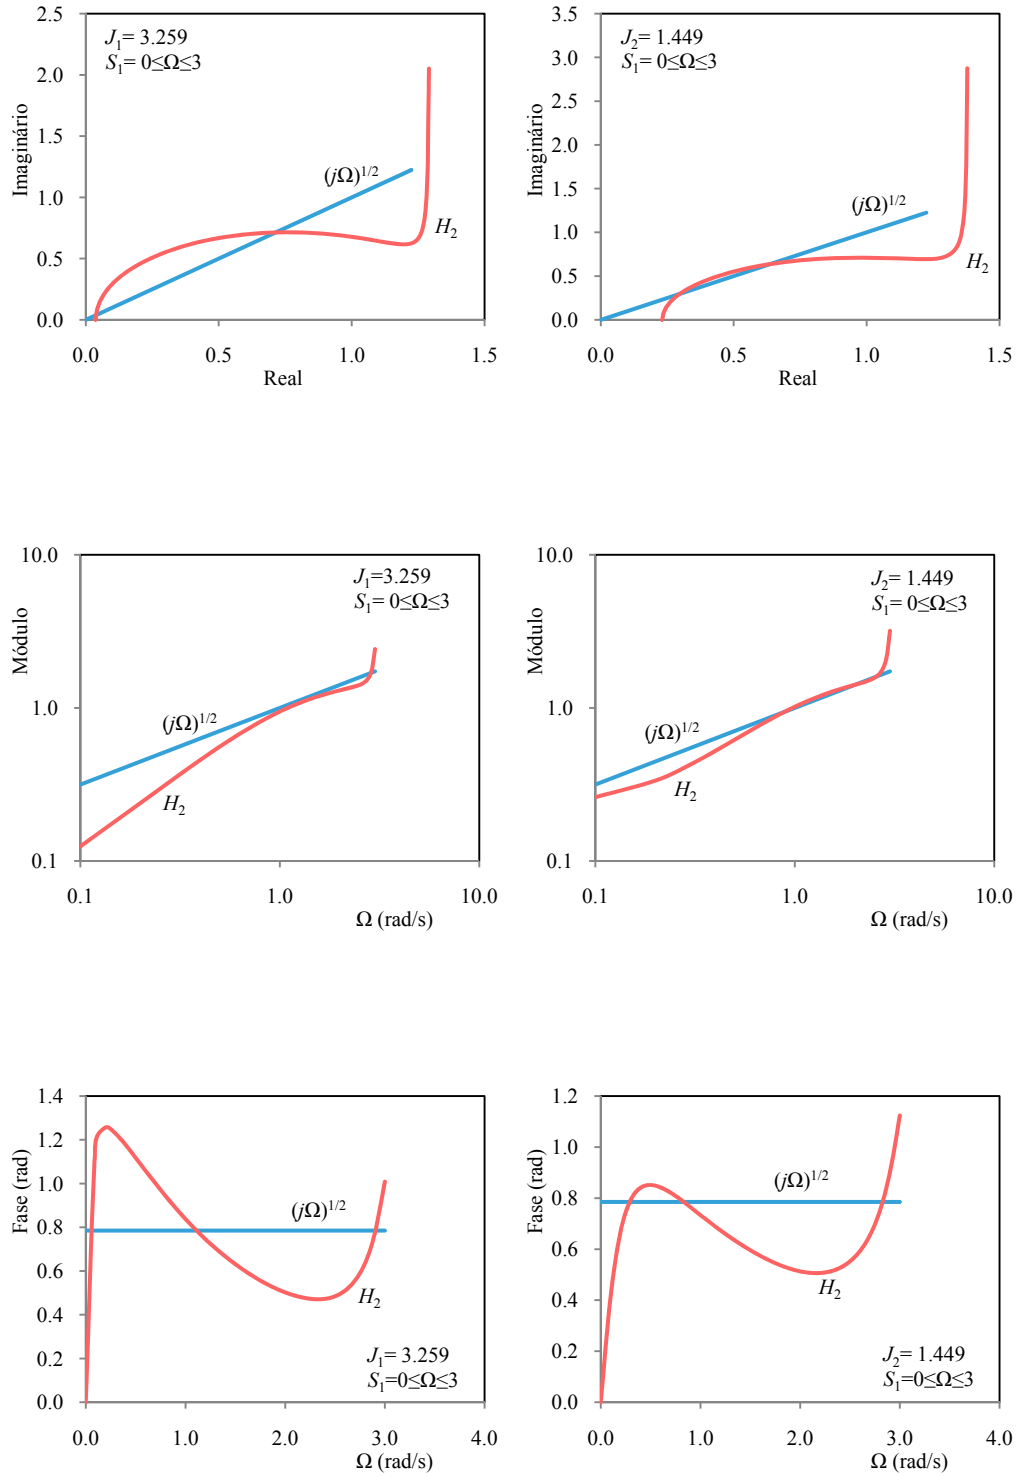 2.5
2.0
1.5
1.0
0.5
0.0
0.0 0.5 1.0 1.5
Real
Imaginário
J1= 3.259
S1= 0≤Ω≤3
(jΩ)1/2
H2
3.5
3.0
2.5
2.0
1.5
1.0
0.5
0.0
0.0 0.5 1.0 1.5
Real
Imaginário
J2= 1.449
S1= 0≤Ω≤3
(jΩ)1/2
H2
10.0
1.0
0.1
0.1 1.0 10.0
Ω (rad/s)
Módulo
J1=3.259
S1= 0≤Ω≤3
(jΩ)1/2
H2
10.0
1.0
0.1
0.1 1.0 10.0
Ω (rad/s)
Módulo
J2= 1.449
S1= 0≤Ω≤3
(jΩ)1/2
H2
1.4
1.2
1.0
0.8
0.6
0.4
0.2
0.0
0.0 1.0 2.0 3.0 4.0
Ω (rad/s)
Fase (rad)
(jΩ)1/2
H2
J1= 3.259
S1= 0≤Ω≤3
1.2
1.0
0.8
0.6
0.4
0.2
0.0
0.0 1.0 2.0 3.0 4.0
Ω (rad/s)
Fase (rad)
(jΩ)1/2
H2
J2= 1.449
S1=0≤Ω≤3